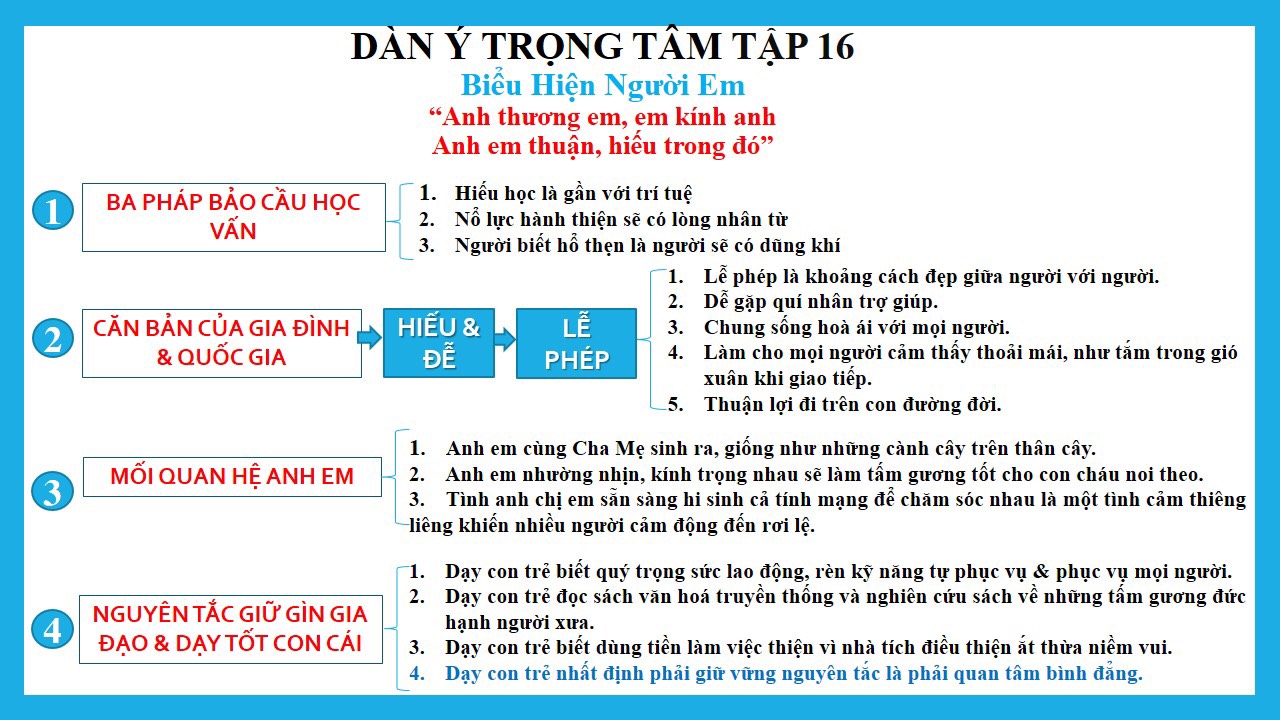 DÀN Ý TRỌNG TÂM TẬP 16
Biểu Hiện Người Em
“Anh thương em, em kính anh
Anh em thuận, hiếu trong đó”
1
BA PHÁP BẢO CẦU HỌC
VẤN
1. Hiếu học là gần với trí tuệ
2. Nổ lực hành thiện sẽ có lòng nhân từ
3. Người biết hổ thẹn là người sẽ có dũng khí
2
CĂN BẢN CỦA GIA ĐÌNH
& QUỐC GIA
HIẾU &
ĐỄ
LỄ
PHÉP
1. Lễ phép là khoảng cách đẹp giữa người với người.
2. Dễ gặp quí nhân trợ giúp.
3. Chung sống hoà ái với mọi người.
4. Làm cho mọi người cảm thấy thoải mái, như tắm trong gió
xuân khi giao tiếp.
5. Thuận lợi đi trên con đường đời.
3
MỐI QUAN HỆ ANH EM
1. Anh em cùng Cha Mẹ sinh ra, giống như những cành cây trên thân cây.
2. Anh em nhường nhịn, kính trọng nhau sẽ làm tấm gương tốt cho con cháu noi theo.
3. Tình anh chị em sẵn sàng hi sinh cả tính mạng để chăm sóc nhau là một tình cảm thiêng
liêng khiến nhiều người cảm động đến rơi lệ.
4
NGUYÊN TẮC GIỮ GÌN GIA
ĐẠO & DẠY TỐT CON CÁI
1. Dạy con trẻ biết quý trọng sức lao động, rèn kỹ năng tự phục vụ & phục vụ mọi người.
2. Dạy con trẻ đọc sách văn hoá truyền thống và nghiên cứu sách về những tấm gương đức
hạnh người xưa.
3. Dạy con trẻ biết dùng tiền làm việc thiện vì nhà tích điều thiện ắt thừa niềm vui.
4. Dạy con trẻ nhất định phải giữ vững nguyên tắc là phải quan tâm bình đẳng.